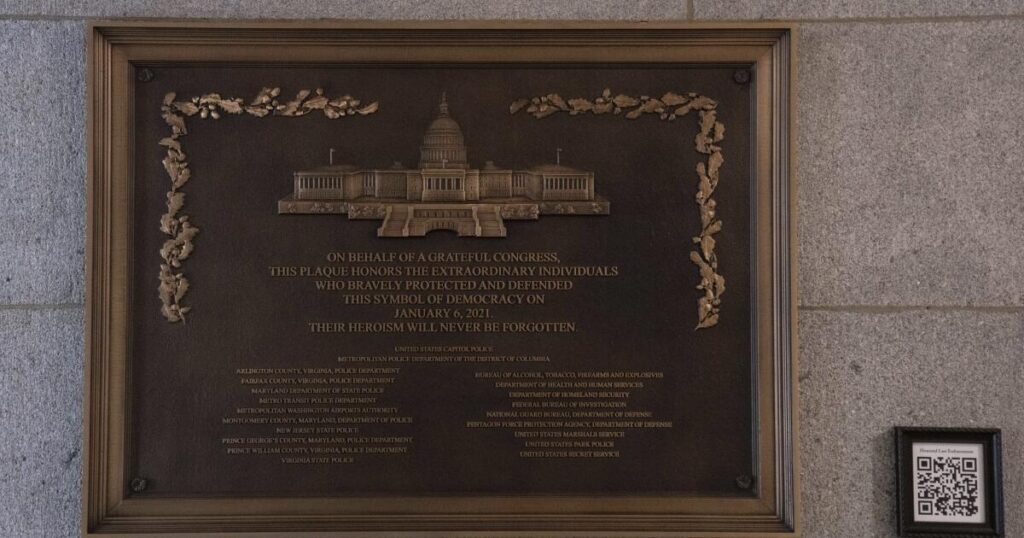 ON BEHALF OF A GRATEFUL CONGRESS,
THIS PLAQUE HONORS THE EXTRAORDINARY INDIVIDUALS
WHO BRAVELY PROTECTED AND DEFENDED
THIS SYMBOL OF DEMOCRACY ON
JANUARY 6, 2021.
THEIR HEROISM WILL NEVER BE FORGOTTEN.
UNITED STATES CAPITOL POLICE
METROPOLITAN POLICE DEPARTMENT OF THE DISTRICT OF COLUMBIA
ARLINGTON COUNTY, VIRGINIA, POLICE DEPARTMENT
FAIRFAX COUNTY, VIRGINIA, POLICE DEPARTMENT
MARYLAND DEPARTMENT OF STATE POLICE
METRO TRANSIT POLICE DEPARTMENT
METROPOLITAN WASHINGTON AIRPORTS AUTHORITY
MONTGOMERY COUNTY, MARYLAND, DEPARTMENT OF POLICE
NEW JERSEY STATE POLICE
PRINCE GEORGE'S COUNTY, MARYLAND, POLICE DEPARTMENT
PRINCE WILLIAM COUNTY, VIRGINIA, POLICE DEPARTMENT
VIRGINIA STATE POLICE
BUREAU OF ALCOHOL, TOBACCO, FIREARMS AND EXPLOSIVES
DEPARTMENT OF HEALTH AND HUMAN SERVICES
DEPARTMENT OF HOMELAND SECURITY
FEDERAL BUREAU OF INVESTIGATION
NATIONAL GUARD BUREAU, DEPARTMENT OF DEFENSE
PENTAGON FORCE PROTECTION AGENCY, DEPARTMENT OF DEFENSE
UNITED STATES MARSHALS SERVICE
UNITED STATES PARK POLICE
UNITED STATES SECRET SERVICE
Honored Law Enforcement